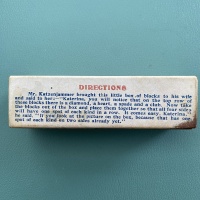 DIRECTIONS
Mr. Katzenjammer brought this little box of blocks to his wife
and said to her:—"Katerina, you will notice that on the top row of
these blocks there is a diamond, a heart, a spade and a club. Now take
the blocks out of the box and place them together so that all four sides
will have one spot of each kind in a row. It comes easy, Katerina,"
he said. "If you look at the picture on the box, because that has one
spot of each kind on two sides already yet."